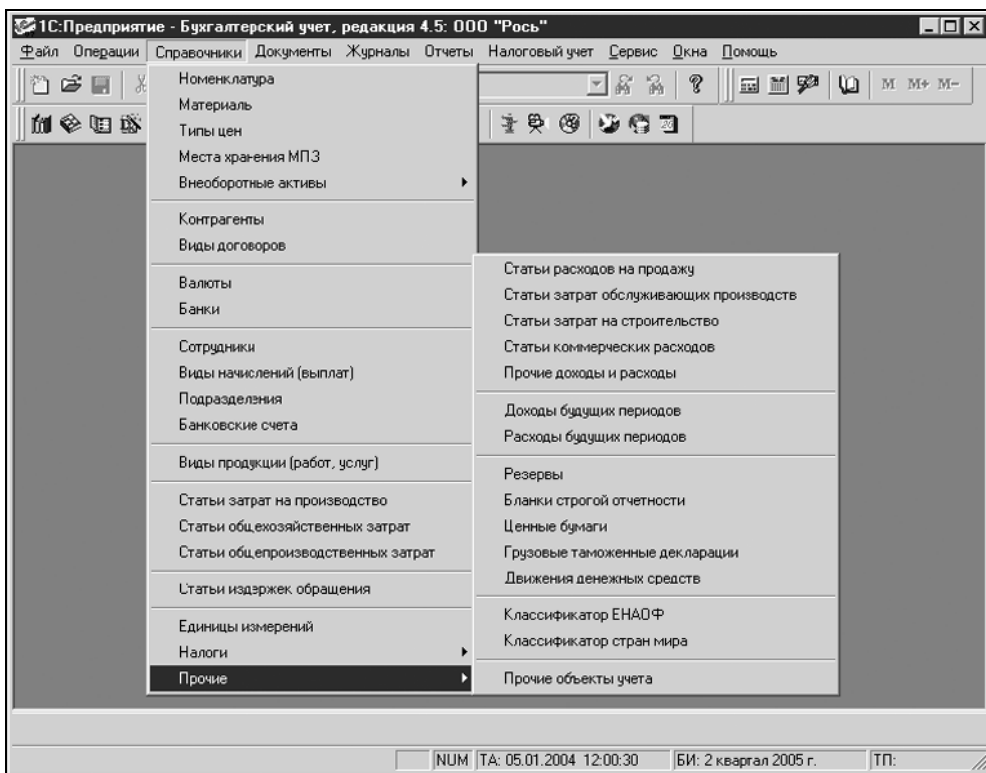 1С:Предприятие - Бухгалтерский учет, редакция 4.5: ООО "Рось"
Файл Операции Справочники Документы Журналы Отчеты Налоговый учет Сервис Окна Помощь
М М+ М-
Номенклатура
Материалы
Типы цен
Места хранения МПЗ
Внеоборотные активы
Контрагенты
Виды договоров
Валюты
Банки
Сотрудники
Виды начислений (выплат)
Подразделения
Банковские счета
Виды продукции (работ, услуг)
Статьи затрат на производство
Статьи общехозяйственных затрат
Статьи общепроизводственных затрат
Статьи издержек обращения
Единицы измерений
Налоги
Прочие
Статьи расходов на продажу
Статьи затрат обслуживающих производств
Статьи затрат на строительство
Статьи коммерческих расходов
Прочие доходы и расходы
Доходы будущих периодов
Расходы будущих периодов
Резервы
Бланки строгой отчетности
Ценные бумаги
Грузовые таможенные декларации
Движения денежных средств
Классификатор ЕНАОФ
Классификатор стран мира
Прочие объекты учета
NUM ТА: 05.01.2004 12:00:30 БИ: 2 квартал 2005 г. ТП: